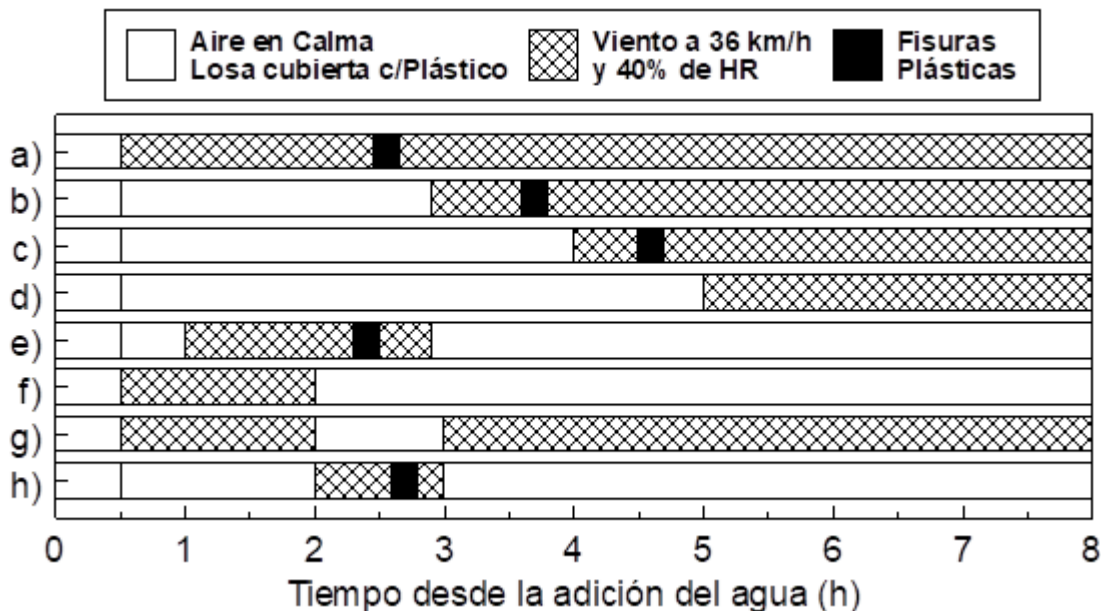 Aire en Calma
Losa cubierta c/Plástico
Viento a 36 km/h
y 40% de HR
Fisuras
Plásticas
a)
b)
c)
d)
e)
f)
g)
h)
0 1 2 3 4 5 6 7 8
Tiempo desde la adición del agua (h)